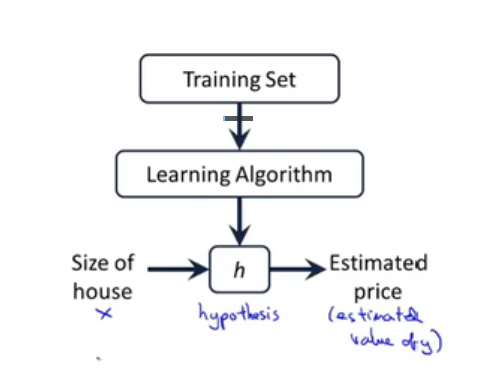 Training Set
Learning Algorithm
Size of
house
x
h
hypothesis
Estimated
price
(estimated
value of y)